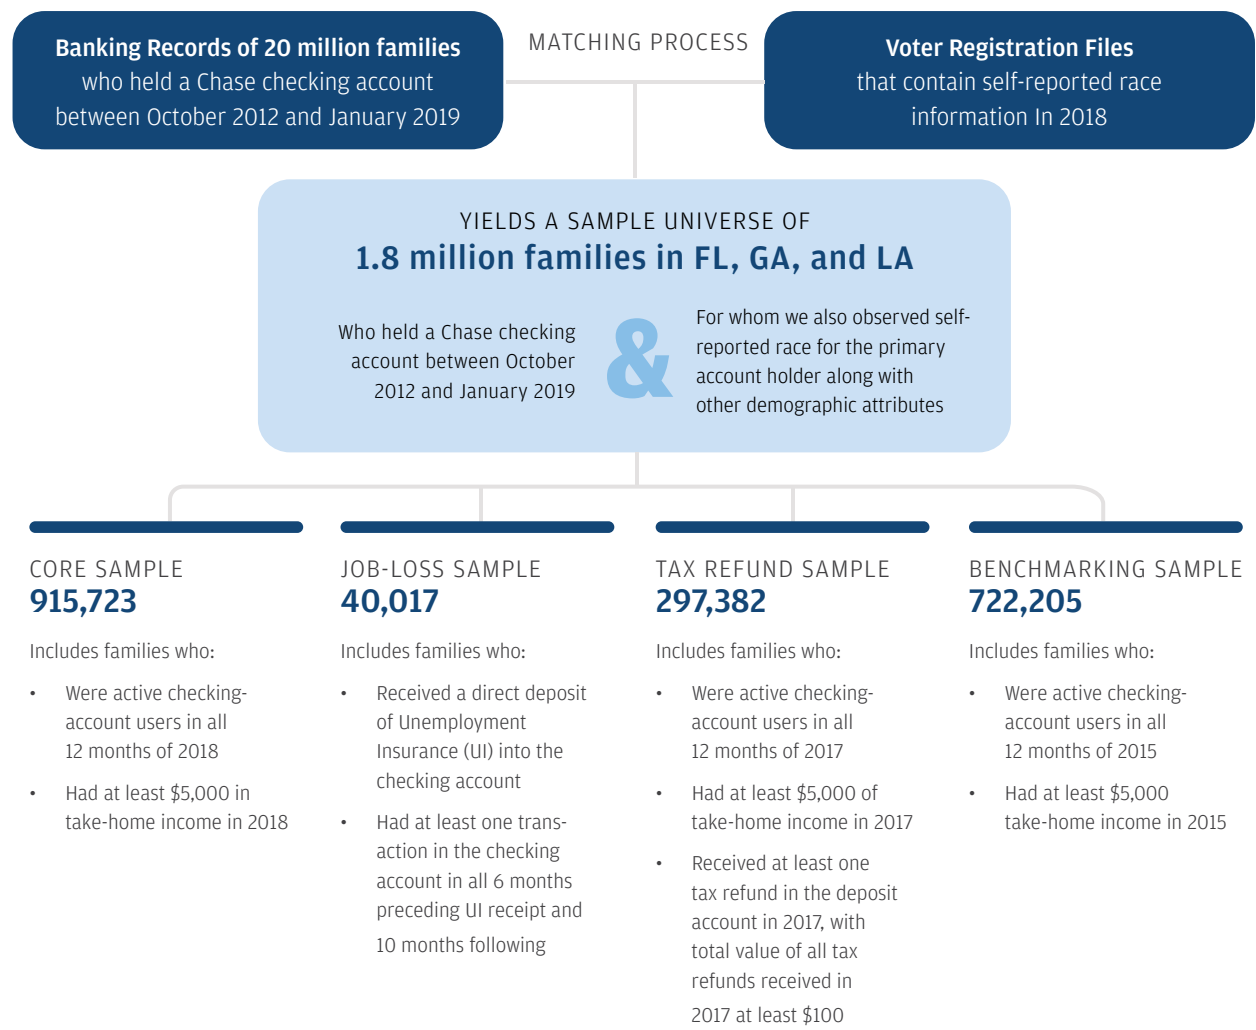 Banking Records of 20 million families
who held a Chase checking account
between October 2012 and January 2019
MATCHING PROCESS
Voter Registration Files
that contain self-reported race
information In 2018
YIELDS A SAMPLE UNIVERSE OF
1.8 million families in FL, GA, and LA
Who held a Chase checking
account between October
2012 and January 2019
&
For whom we also observed self-
reported race for the primary
account holder along with
other demographic attributes
CORE SAMPLE
915,723
Includes families who:
• Were active checking-
account users in all
12 months of 2018
• Had at least $5,000 in
take-home income in 2018
JOB-LOSS SAMPLE
40,017
Includes families who:
• Received a direct deposit
of Unemployment
Insurance (UI) into the
checking account
• Had at least one trans-
action in the checking
account in all 6 months
preceding UI receipt and
10 months following
TAX REFUND SAMPLE
297,382
Includes families who:
• Were active checking-
account users in all
12 months of 2017
• Had at least $5,000 of
take-home income in 2017
• Received at least one
tax refund in the deposit
account in 2017, with
total value of all tax
refunds received in
2017 at least $100
BENCHMARKING SAMPLE
722,205
Includes families who:
• Were active checking-
account users in all
12 months of 2015
• Had at least $5,000
take-home income in 2015